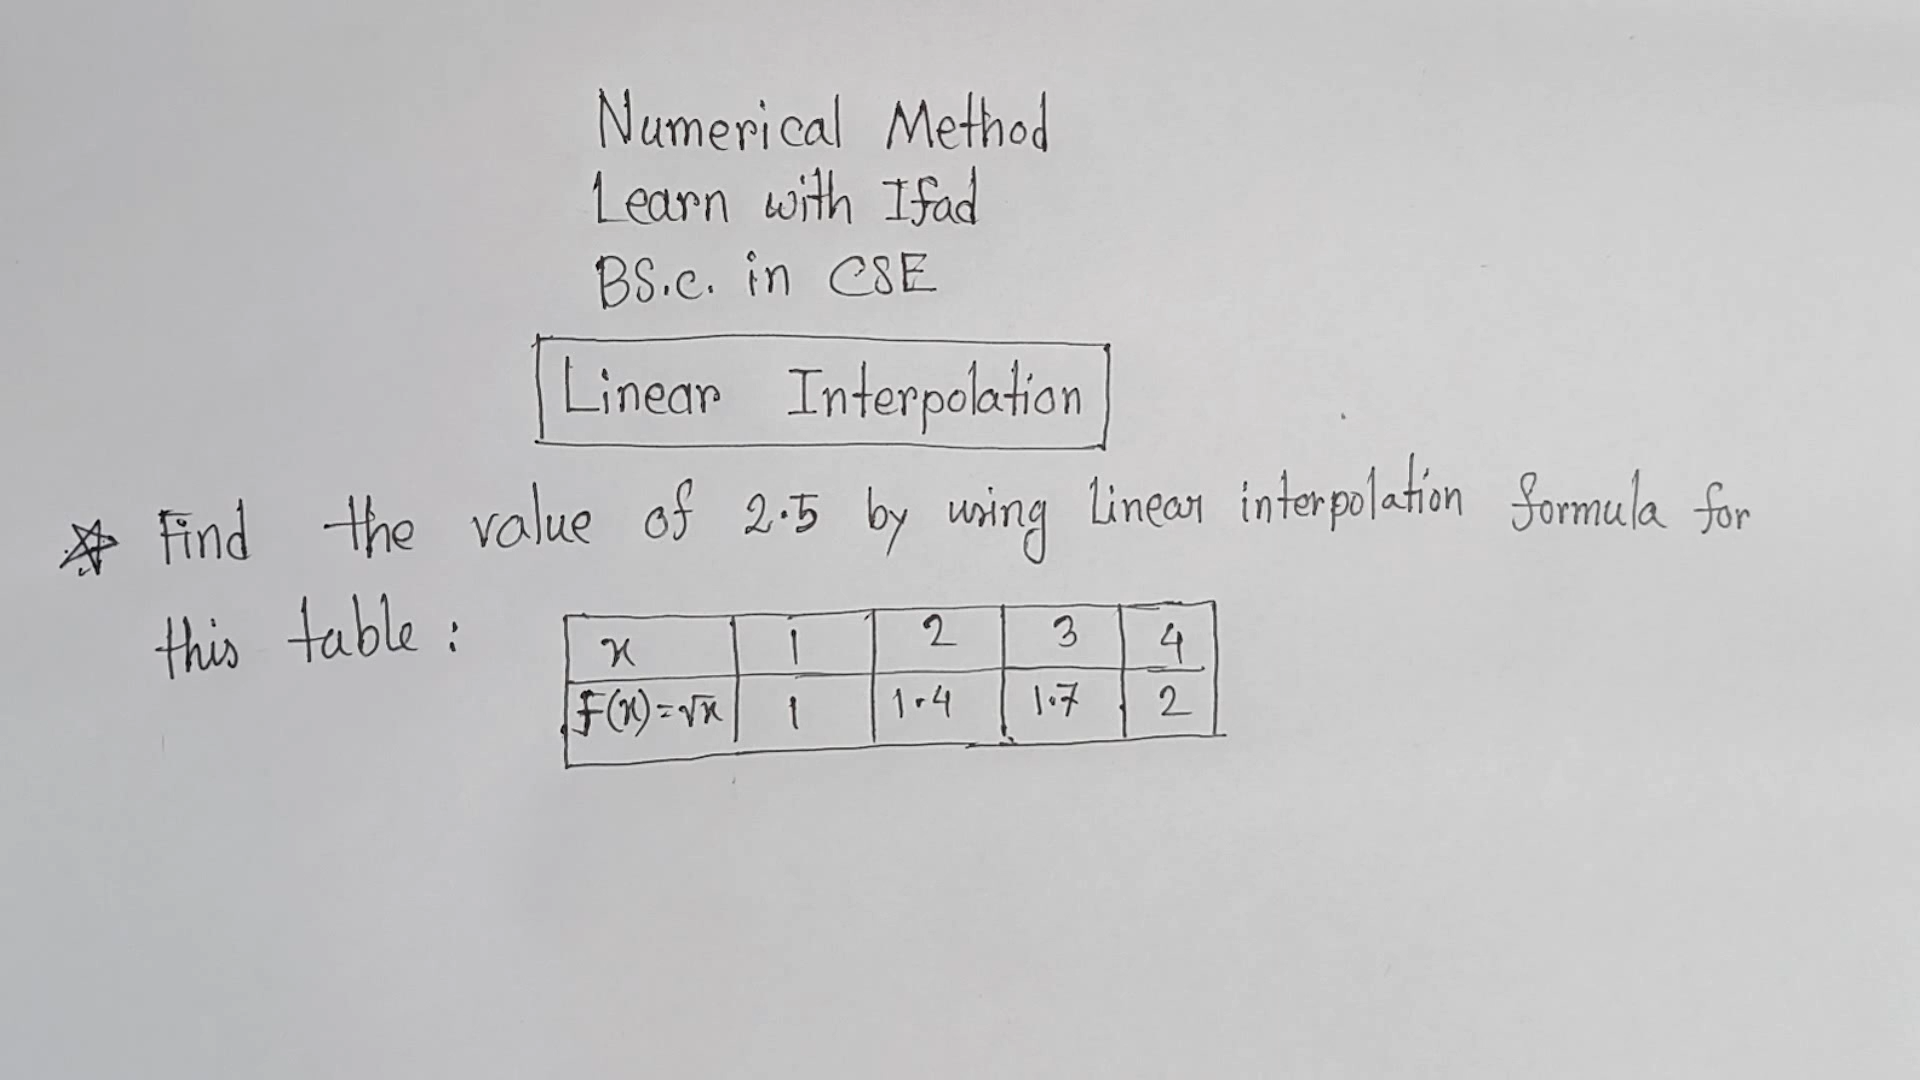 Numerical Method
Learn with Ifad
BS.c. in CSE
Linear Interpolation
Find the value of 2.5 by using Linear interpolation formula for
this table:
x 1 2 3 4
F(x)=√x 1 1.4 1.7 2